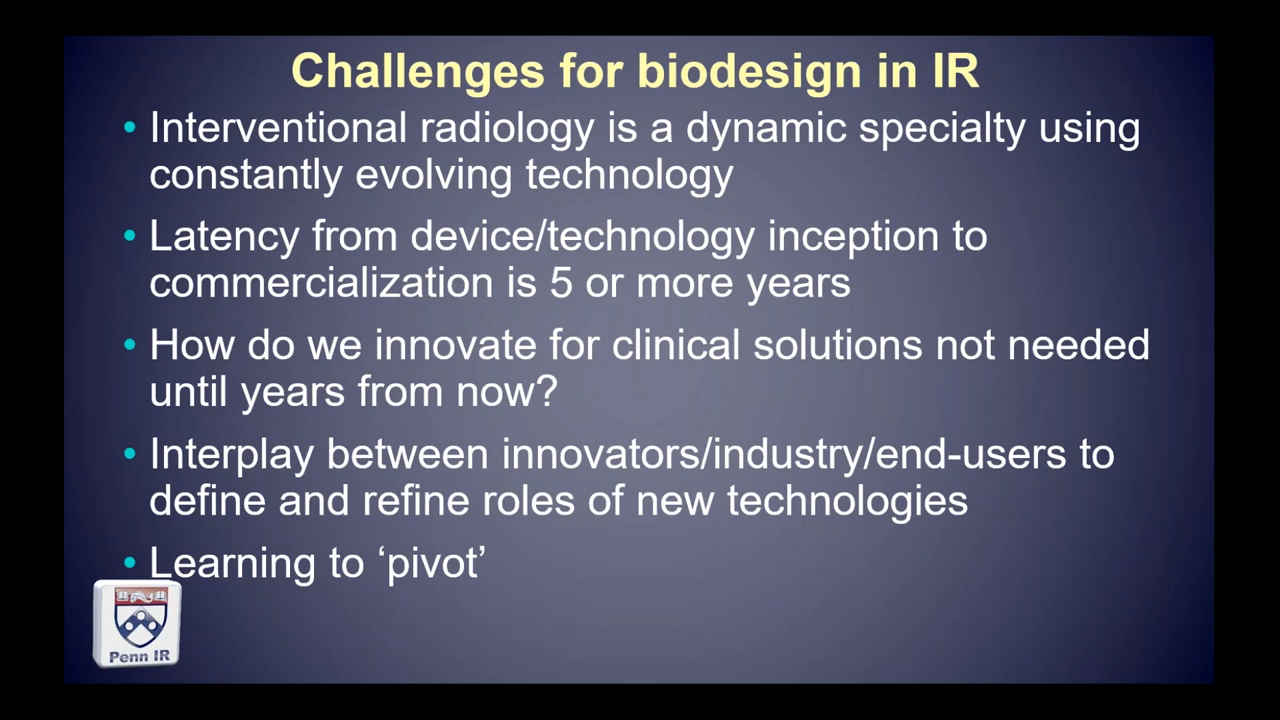 Challenges for biodesign in IR
• Interventional radiology is a dynamic specialty using
constantly evolving technology
• Latency from device/technology inception to
commercialization is 5 or more years
• How do we innovate for clinical solutions not needed
until years from now?
• Interplay between innovators/industry/end-users to
define and refine roles of new technologies
• Learning to ‘pivot’
Penn IR